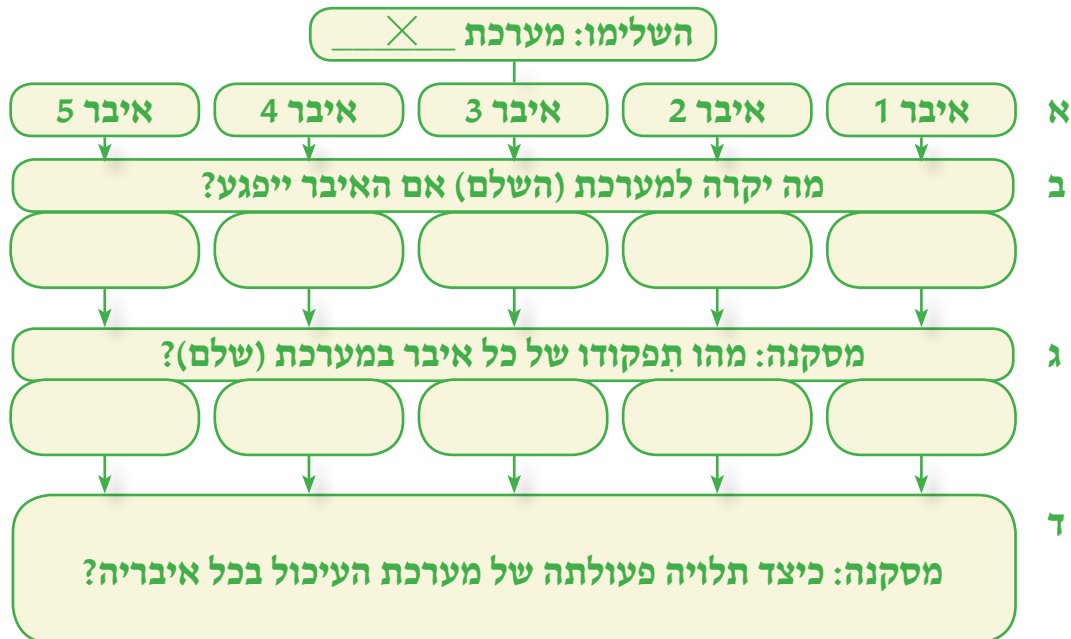 השלימו: מערכת ___X___
א איבר 1 איבר 2 איבר 3 איבר 4 איבר 5
ב מה יקרה למערכת (השלם) אם האיבר ייפגע?
ג מסקנה: מהו תִפקודו של כל איבר במערכת (שלם)?
ד
מסקנה: כיצד תלויה פעולתה של מערכת העיכול בכל איבריה?